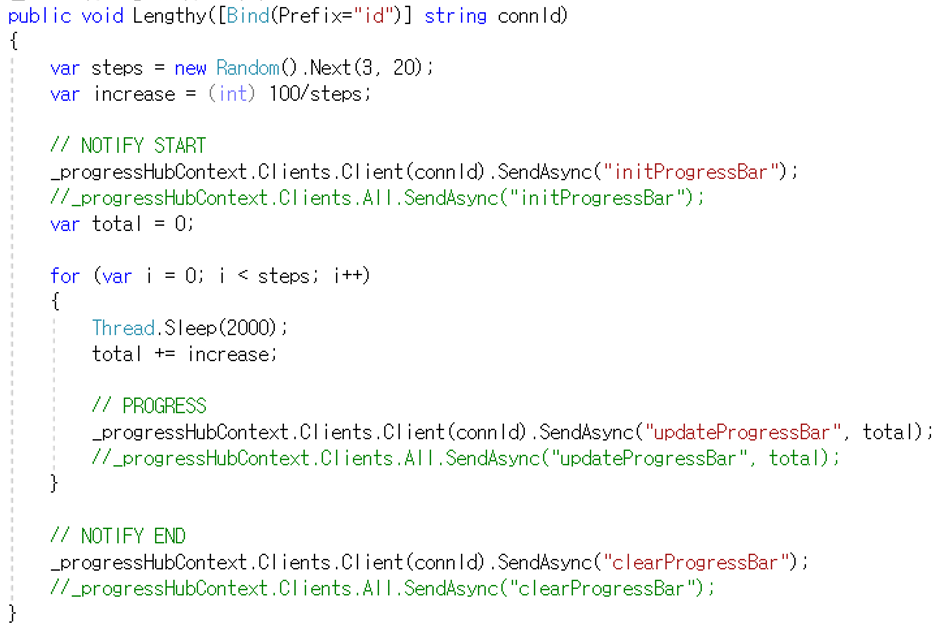 public void Lengthy([Bind(Prefix="id")] string connId)
{
var steps = new Random().Next(3, 20);
var increase = (int) 100/steps;
// NOTIFY START
_progressHubContext.Clients.Client(connId).SendAsync("initProgressBar");
//_progressHubContext.Clients.All.SendAsync("initProgressBar");
var total = 0;
for (var i = 0; i < steps; i++)
{
Thread.Sleep(2000);
total += increase;
// PROGRESS
_progressHubContext.Clients.Client(connId).SendAsync("updateProgressBar", total);
//_progressHubContext.Clients.All.SendAsync("updateProgressBar", total);
}
// NOTIFY END
_progressHubContext.Clients.Client(connId).SendAsync("clearProgressBar");
//_progressHubContext.Clients.All.SendAsync("clearProgressBar");
}